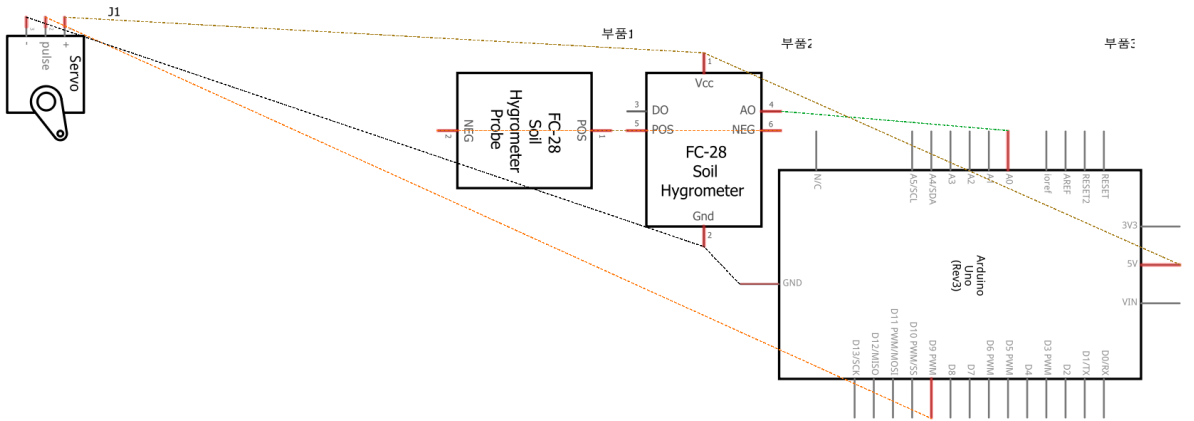 J1
부품1
부품2
부품3
-
pulse
+
Servo
1
Vcc
3
DO
AO
4
5
POS
NEG
6
FC-28
Soil
Hygrometer
Gnd
2
2
NEG
FC-28
Soil
Hygrometer
Probe
POS
1
N/C
A5/SCL
A4/SDA
A3
A2
A1
A0
ioref
AREF
RESET2
RESET
3V3
5V
VIN
GND
Arduino
Uno
(Rev3)
D13/SCK
D12/MISO
D11 PWM/MOSI
D10 PWM/SS
D9 PWM
D8
D7
D6 PWM
D5 PWM
D4
D3 PWM
D2
D1/TX
D0/RX